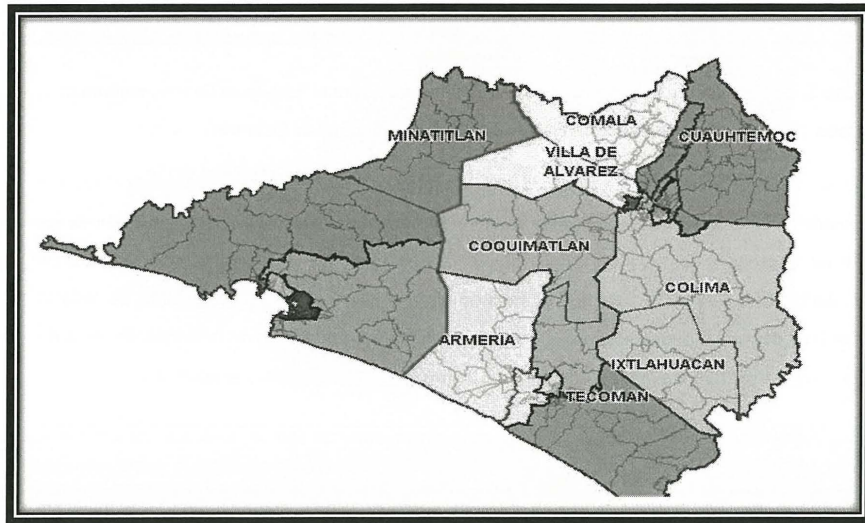 COMALA
MINATITLAN
CUAUHTEMOC
VILLA DE
ALVAREZ
COQUIMATLAN
COLIMA
ARMERIA
IXTLAHUACAN
TECOMAN